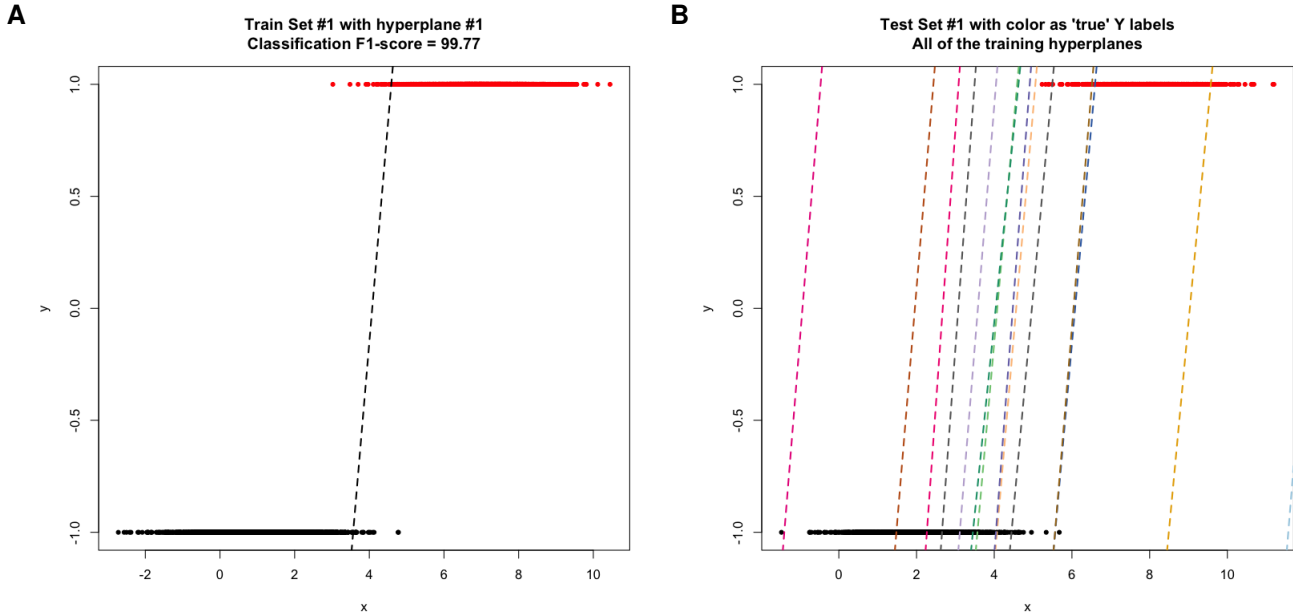 A
Train Set #1 with hyperplane #1
Classification F1-score = 99.77
1.0
0.5
0.0
-0.5
-1.0
y
-2
0
2
4
6
8
10
x
B
Test Set #1 with color as 'true' Y labels
All of the training hyperplanes
1.0
0.5
0.0
-0.5
-1.0
y
0
2
4
6
8
10
x